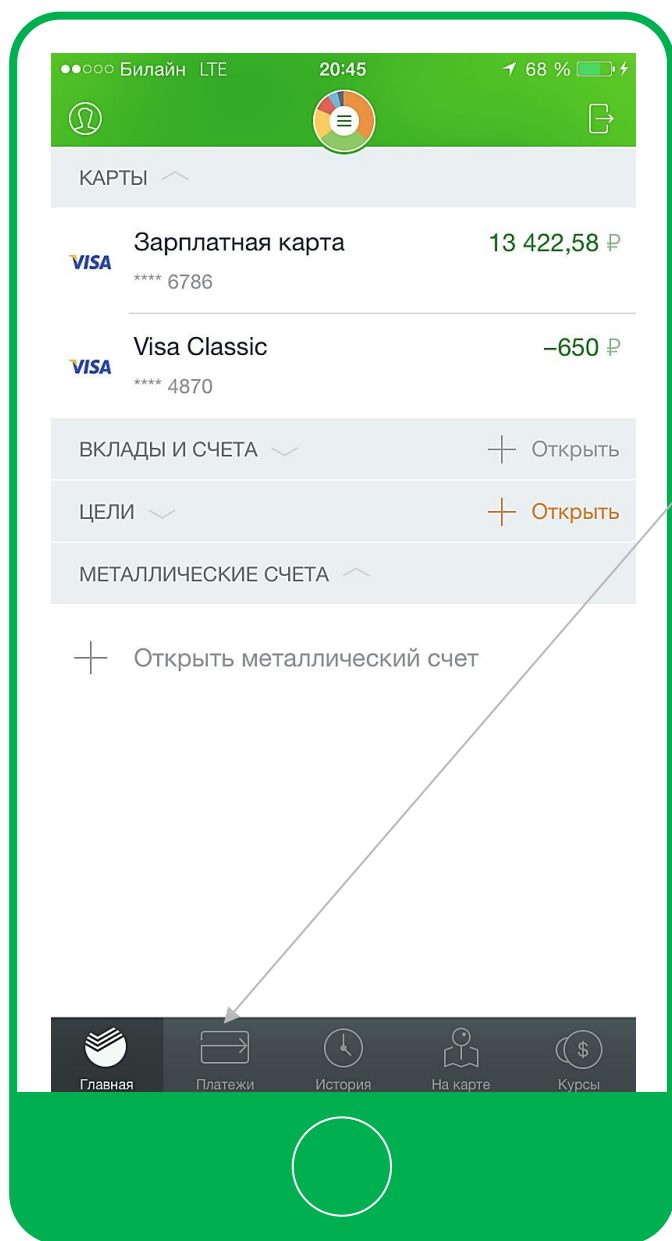 Билайн LTE 20:45 68 %
КАРТЫ
Зарплатная карта 13 422,58 ₽
VISA
**** 6786
Visa Classic –650 ₽
VISA
**** 4870
ВКЛАДЫ И СЧЕТА Открыть
ЦЕЛИ Открыть
МЕТАЛЛИЧЕСКИЕ СЧЕТА
Открыть металлический счет
$
Главная Платежи История На карте Курсы